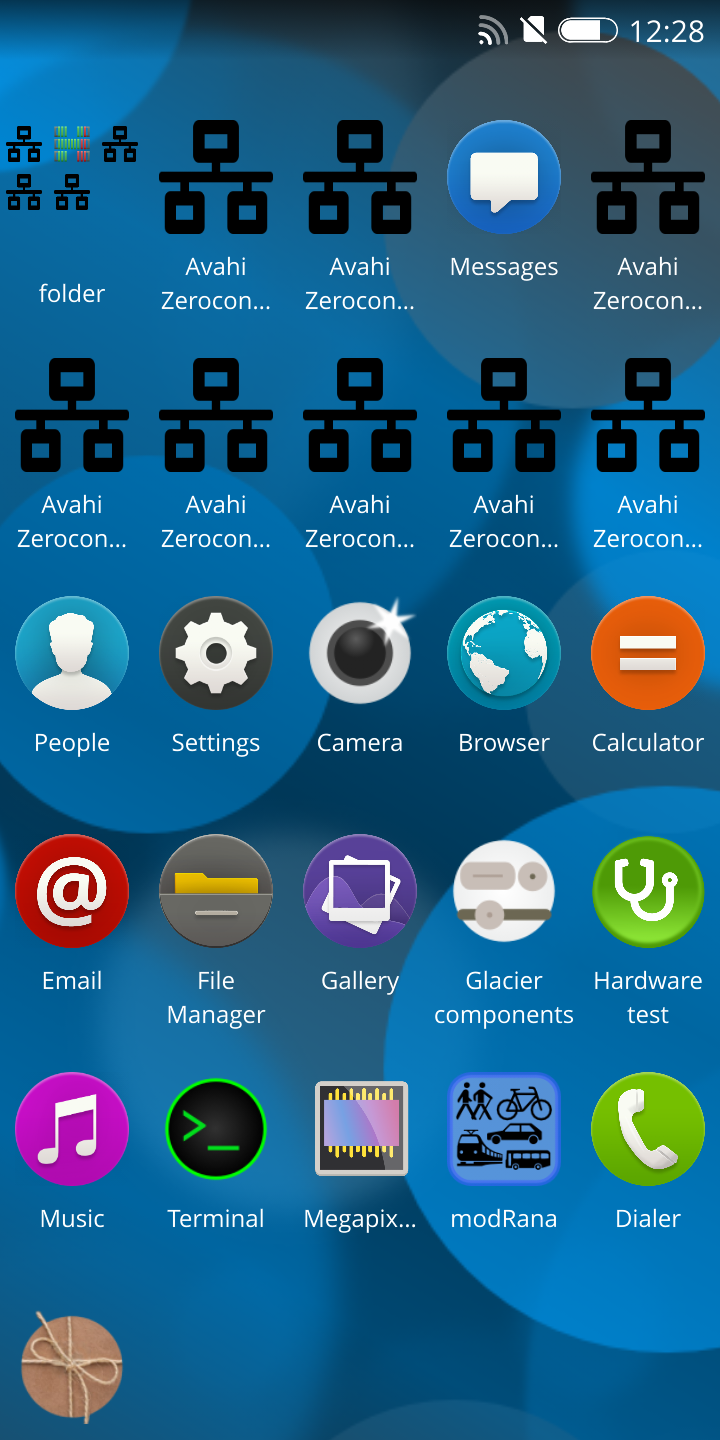 12:28
folder
Avahi
Zerocon...
Avahi
Zerocon...
Messages
Avahi
Zerocon...
Avahi
Zerocon...
Avahi
Zerocon...
Avahi
Zerocon...
Avahi
Zerocon...
Avahi
Zerocon...
People
Settings
Camera
Browser
Calculator
Email
File
Manager
Gallery
Glacier
components
Hardware
test
Music
Terminal
Megapix...
modRana
Dialer